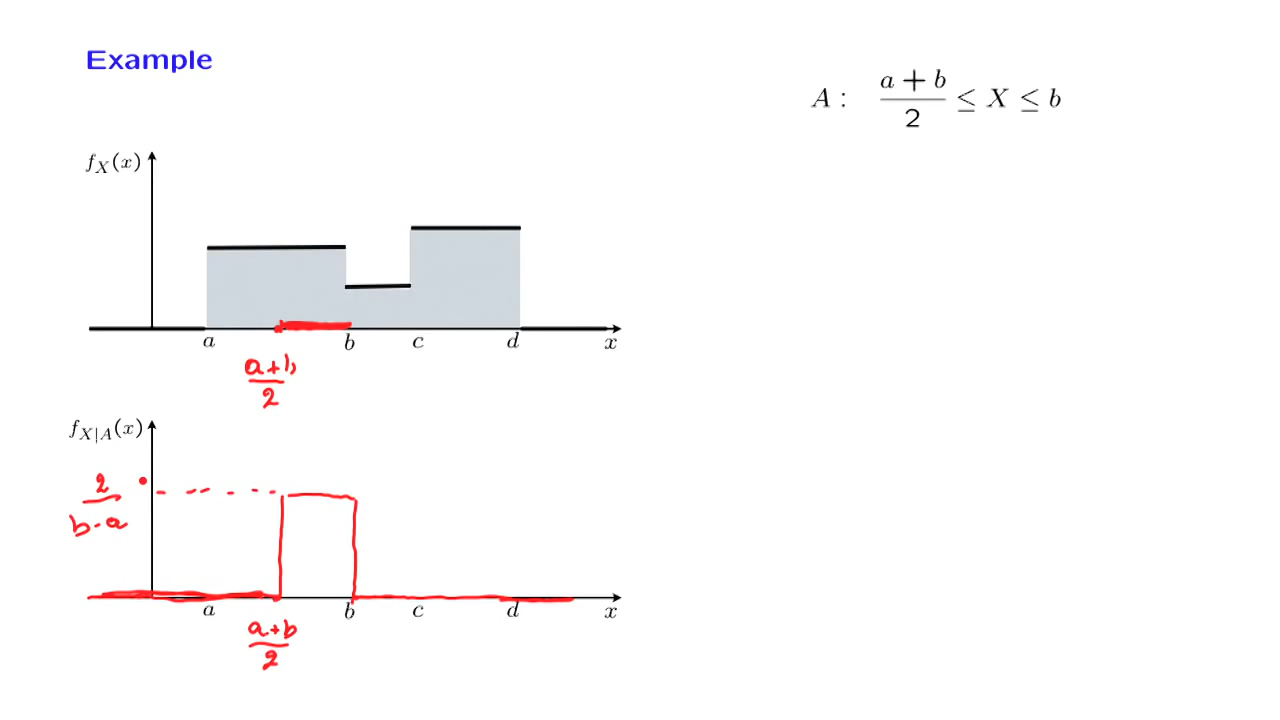 Example
A : a + b / 2 ≤ X ≤ b
f_X(x)
a b c d x
a+b / 2
f_{X|A}(x)
2 / b-a
a b c d x
a+b / 2